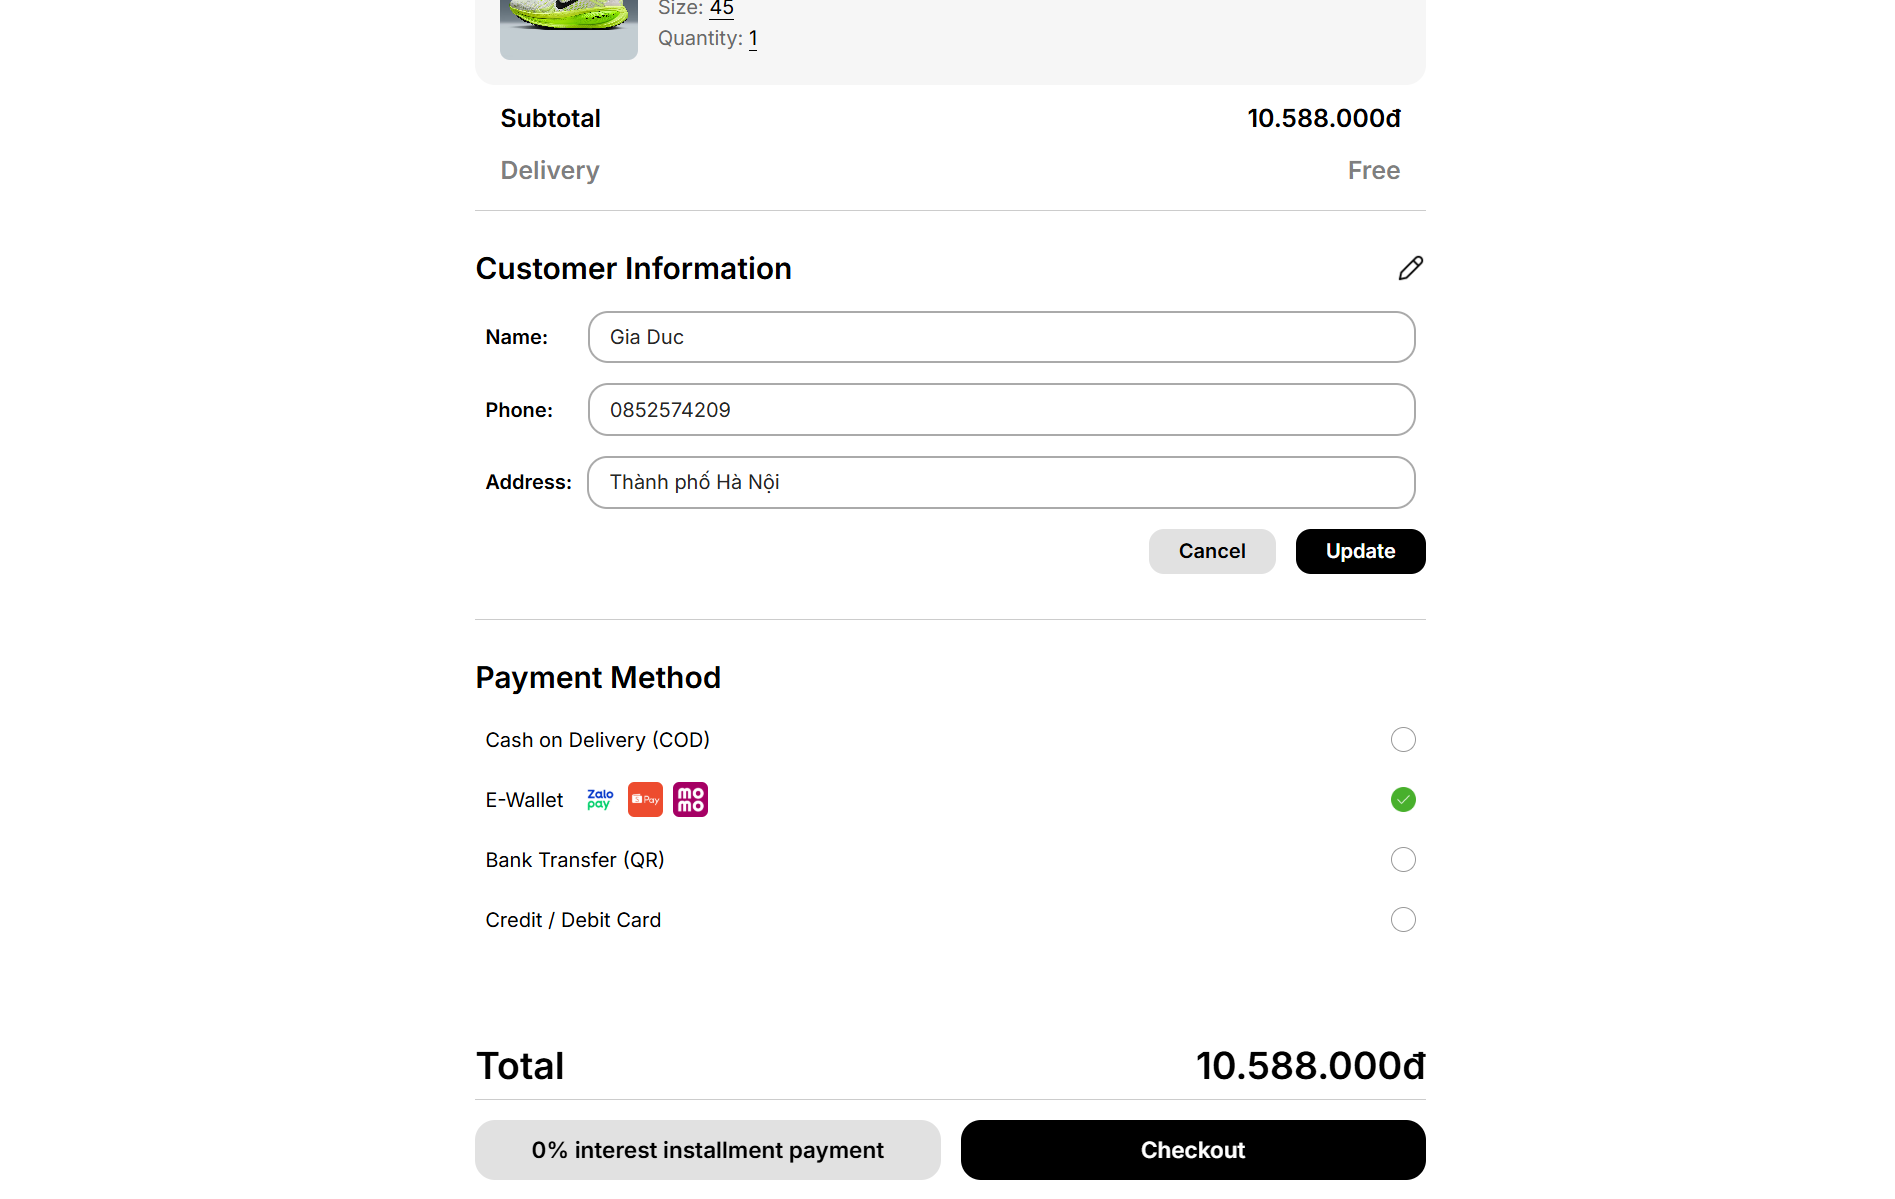 Size: 45
Quantity: 1
Subtotal 10.588.000đ
Delivery Free
Customer Information
Name: Gia Duc
Phone: 0852574209
Address: Thành phố Hà Nội
Cancel Update
Payment Method
Cash on Delivery (COD)
E-Wallet Zalo pay Pay mo mo
Bank Transfer (QR)
Credit / Debit Card
Total 10.588.000đ
0% interest installment payment Checkout